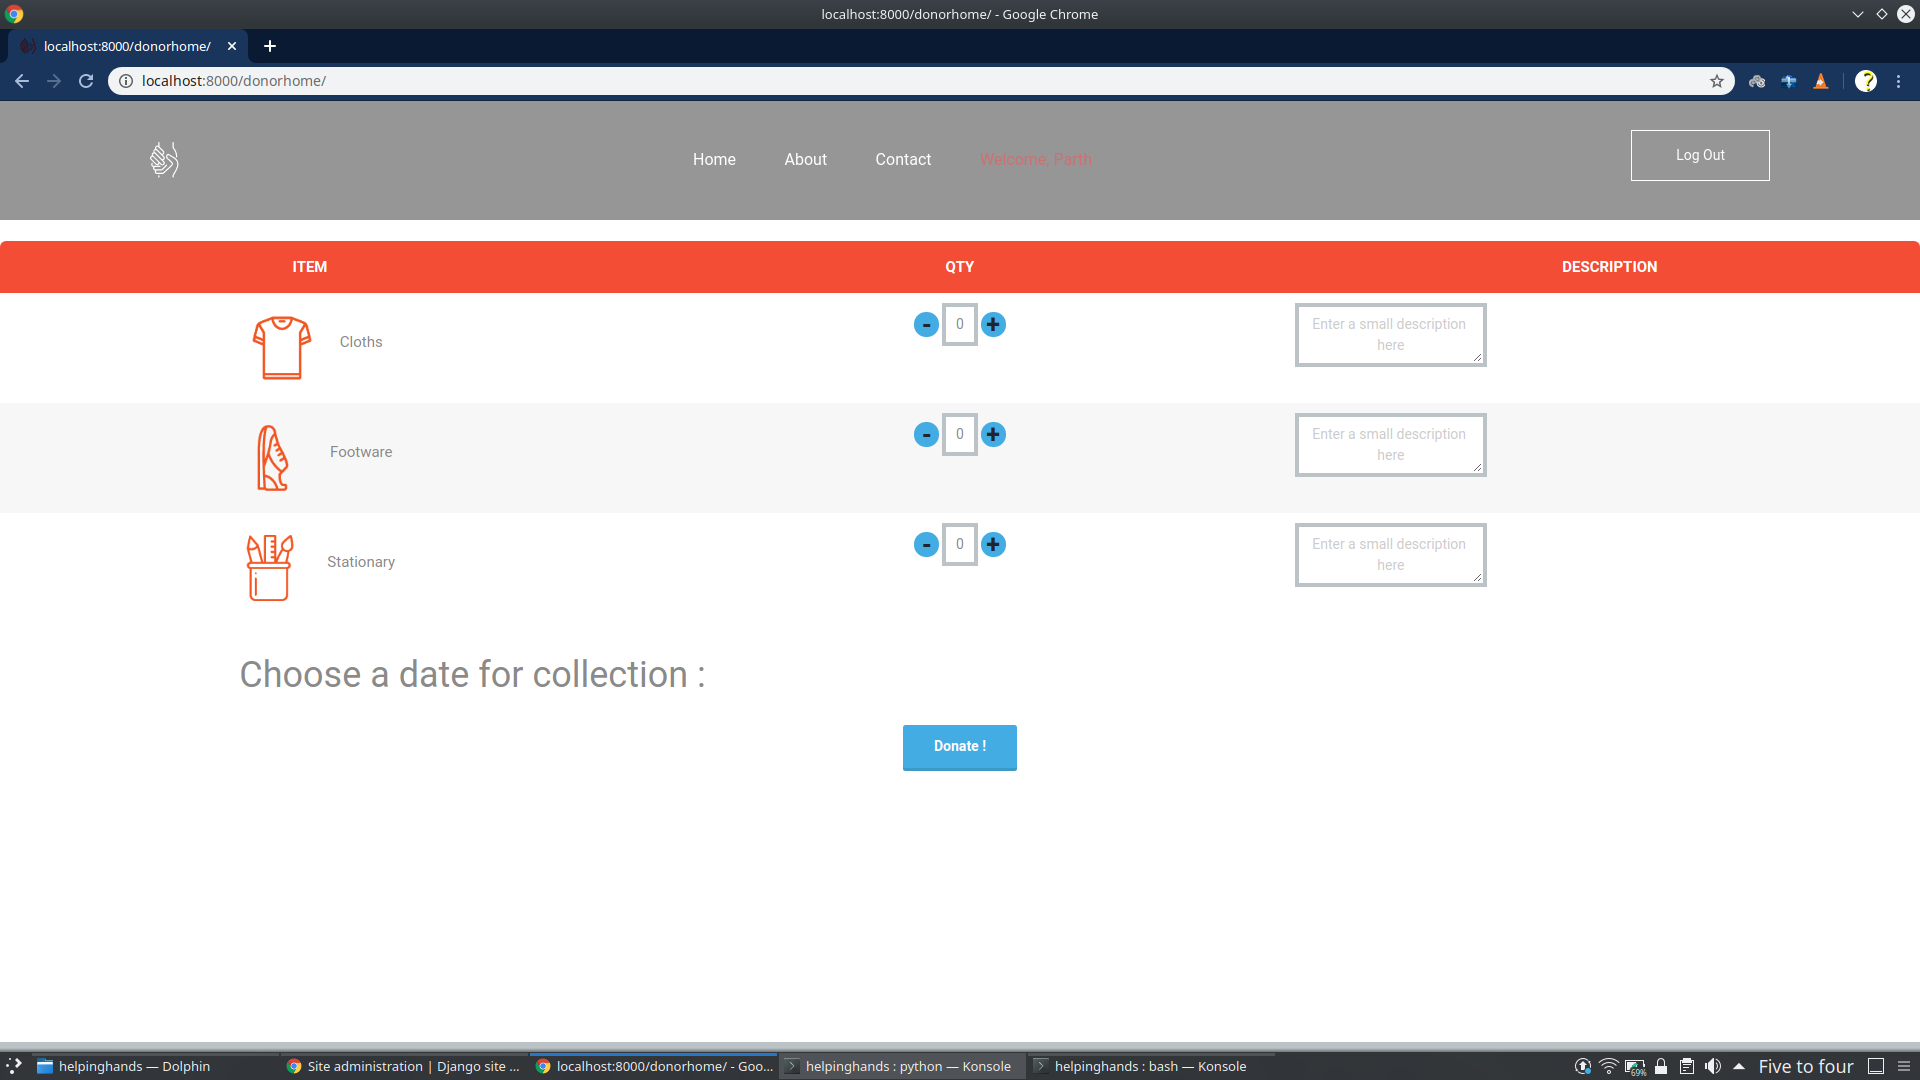 localhost:8000/donorhome/ - Google Chrome
localhost:8000/donorhome/
localhost:8000/donorhome/
Home About Contact Welcome, Parth Log Out
ITEM QTY DESCRIPTION
Cloths - 0 + Enter a small description
here
Footware - 0 + Enter a small description
here
Stationary - 0 + Enter a small description
here
Choose a date for collection :
Donate !
helpinghands — Dolphin Site administration | Django site ... localhost:8000/donorhome/ - Goo... helpinghands : python — Konsole helpinghands : bash — Konsole 69% Five to four